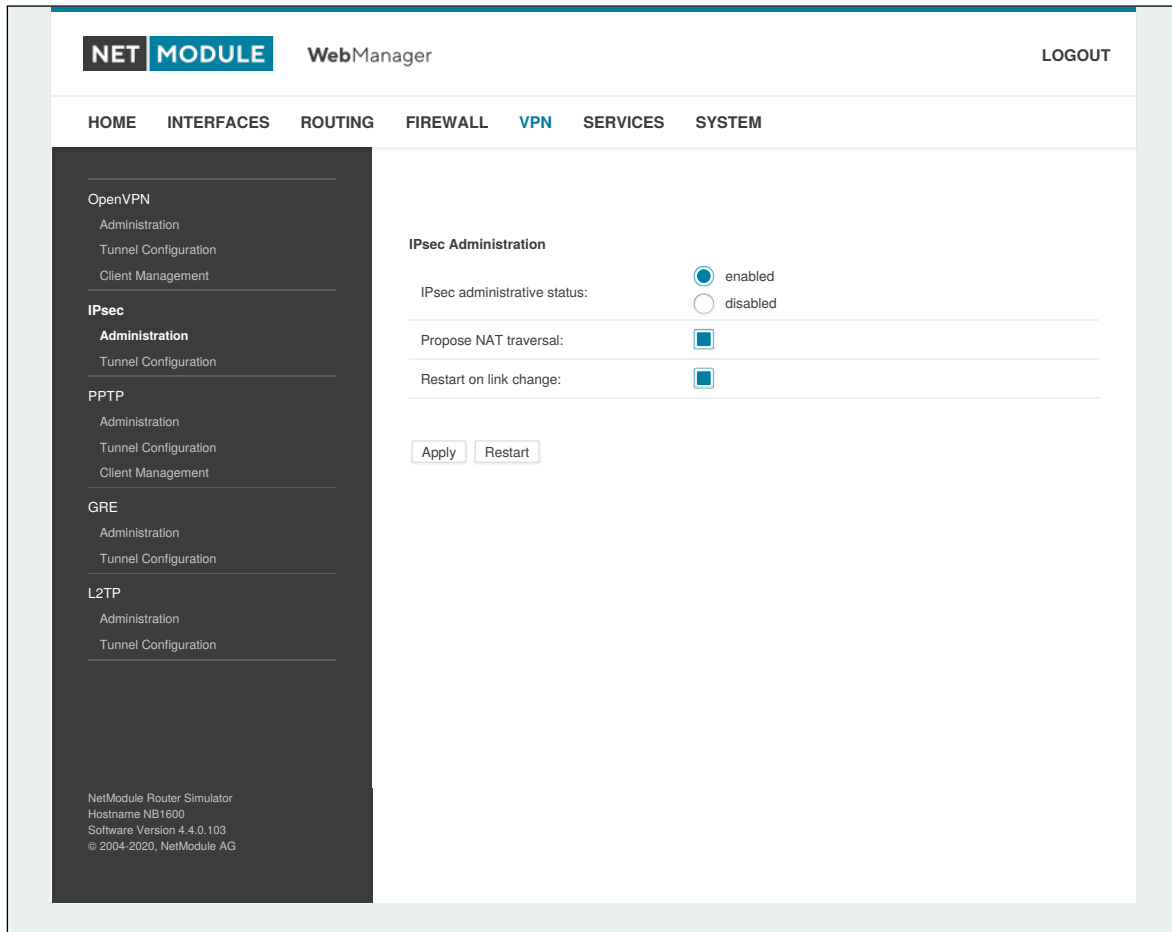 NET MODULE WebManager LOGOUT
HOME INTERFACES ROUTING FIREWALL VPN SERVICES SYSTEM
OpenVPN
Administration
Tunnel Configuration
Client Management
IPsec
Administration
Tunnel Configuration
PPTP
Administration
Tunnel Configuration
Client Management
GRE
Administration
Tunnel Configuration
L2TP
Administration
Tunnel Configuration
NetModule Router Simulator
Hostname NB1600
Software Version 4.4.0.103
© 2004-2020, NetModule AG
IPsec Administration
IPsec administrative status:
enabled
disabled
Propose NAT traversal:
Restart on link change:
Apply Restart